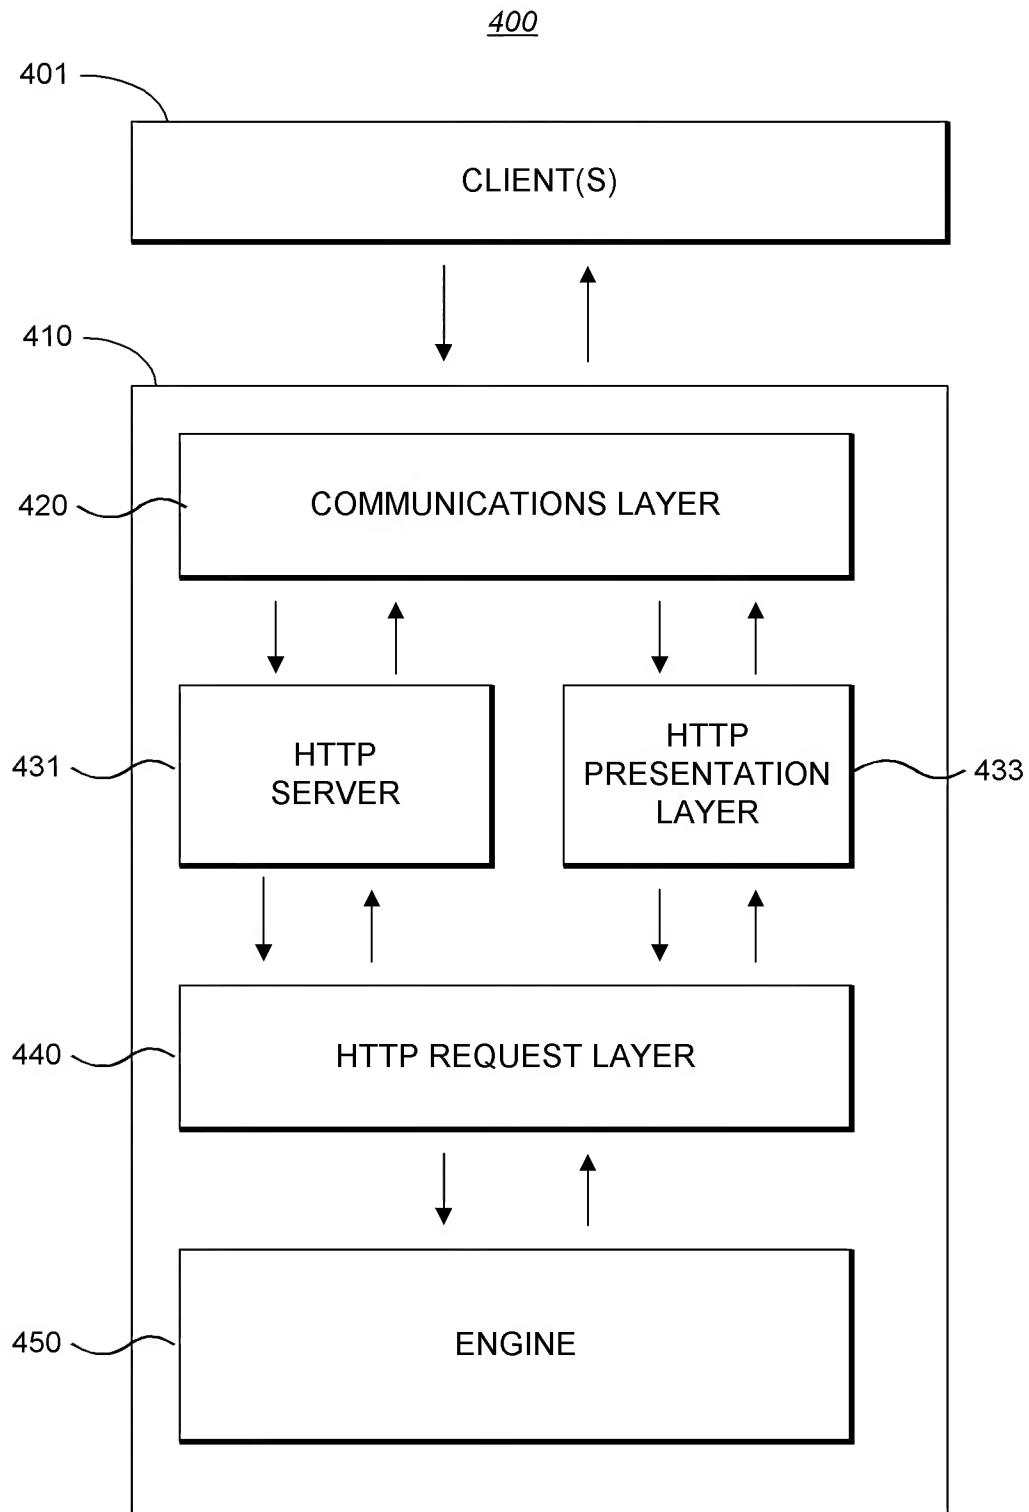 400
401
CLIENT(S)
410
420
COMMUNICATIONS LAYER
431
HTTP
SERVER
HTTP
PRESENTATION
LAYER
433
440
HTTP REQUEST LAYER
450
ENGINE